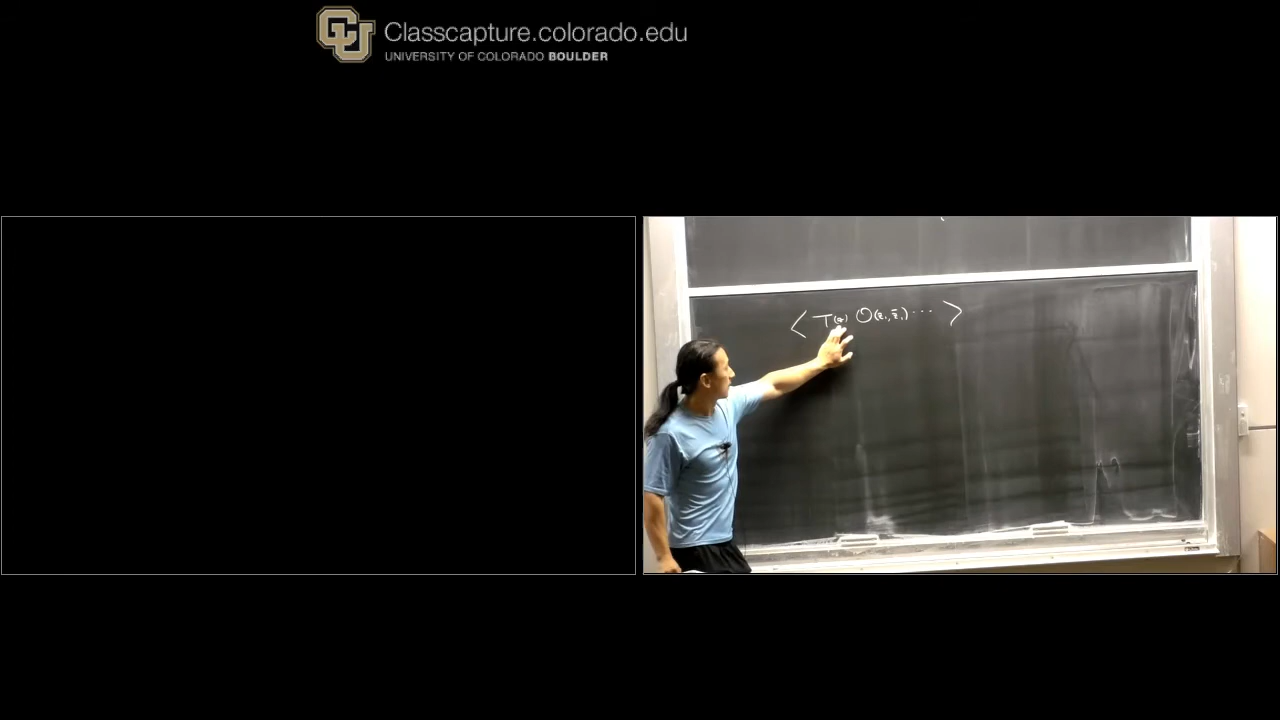 Classcapture.colorado.edu
UNIVERSITY OF COLORADO BOULDER
⟨ T(z) O(z₁, z̄₁) ⋯ ⟩